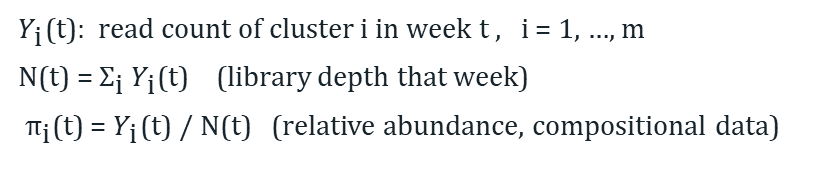 Yᵢ(t): read count of cluster i in week t , i = 1, ..., m
N(t) = Σᵢ Yᵢ(t) (library depth that week)
πᵢ(t) = Yᵢ(t) / N(t) (relative abundance, compositional data)